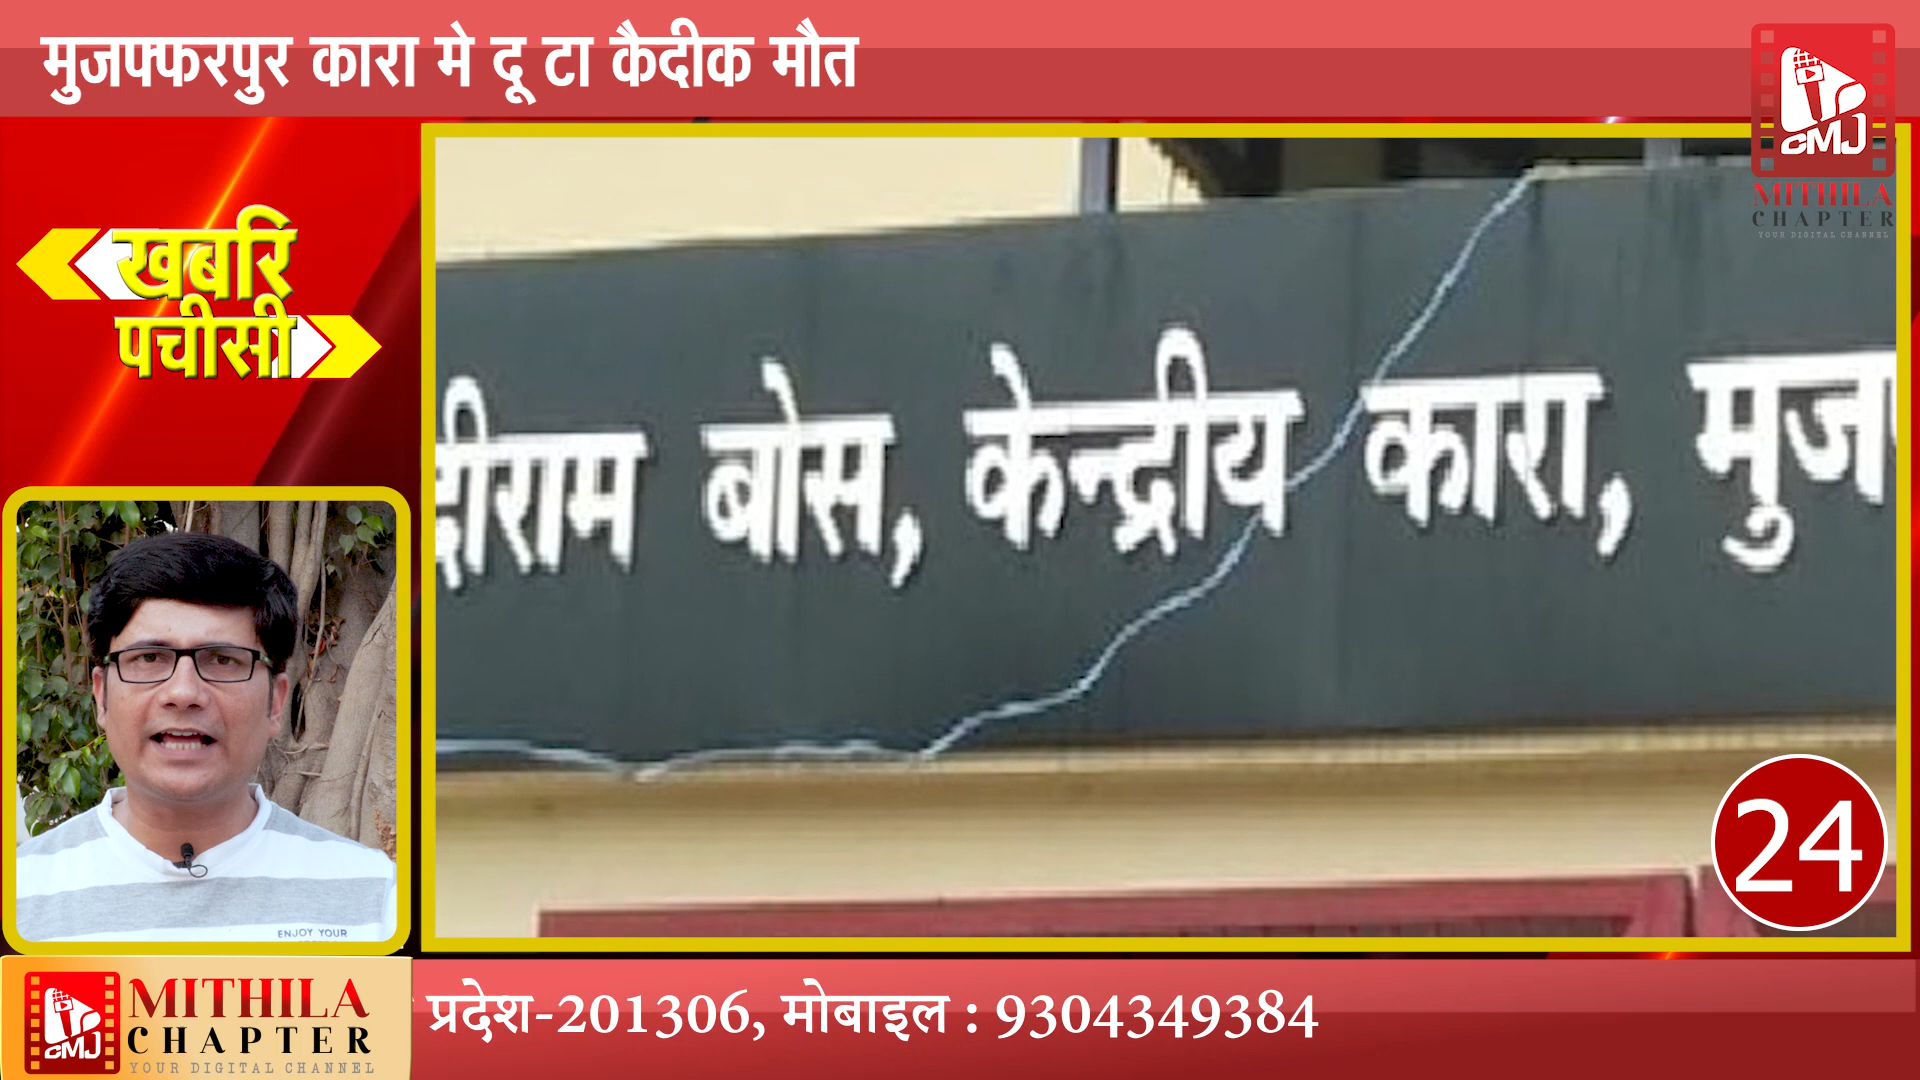 मुजफ्फरपुर कारा मे दू टा कैदीक मौत
CMJ
MITHILA
CHAPTER
YOUR DIGITAL CHANNEL
खबरि
पचीसी
दीराम बोस, केन्द्रीय कारा, मुज
24
ENJOY YOUR
CMJ
MITHILA
CHAPTER
YOUR DIGITAL CHANNEL
प्रदेश-201306, मोबाइल : 9304349384